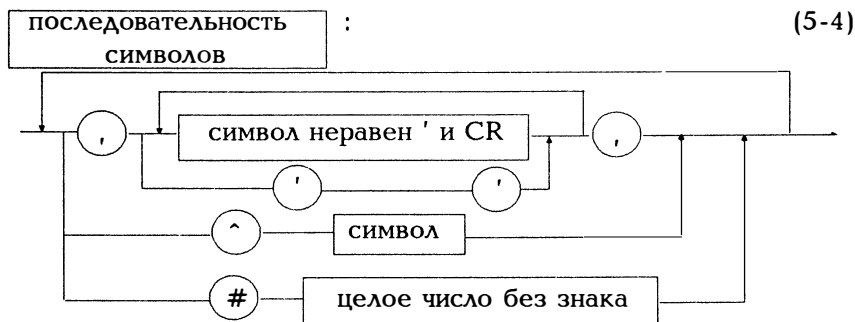 последовательность : (5-4)
символов
, символ неравен ' и CR ,
' '
^ символ
# целое число без знака